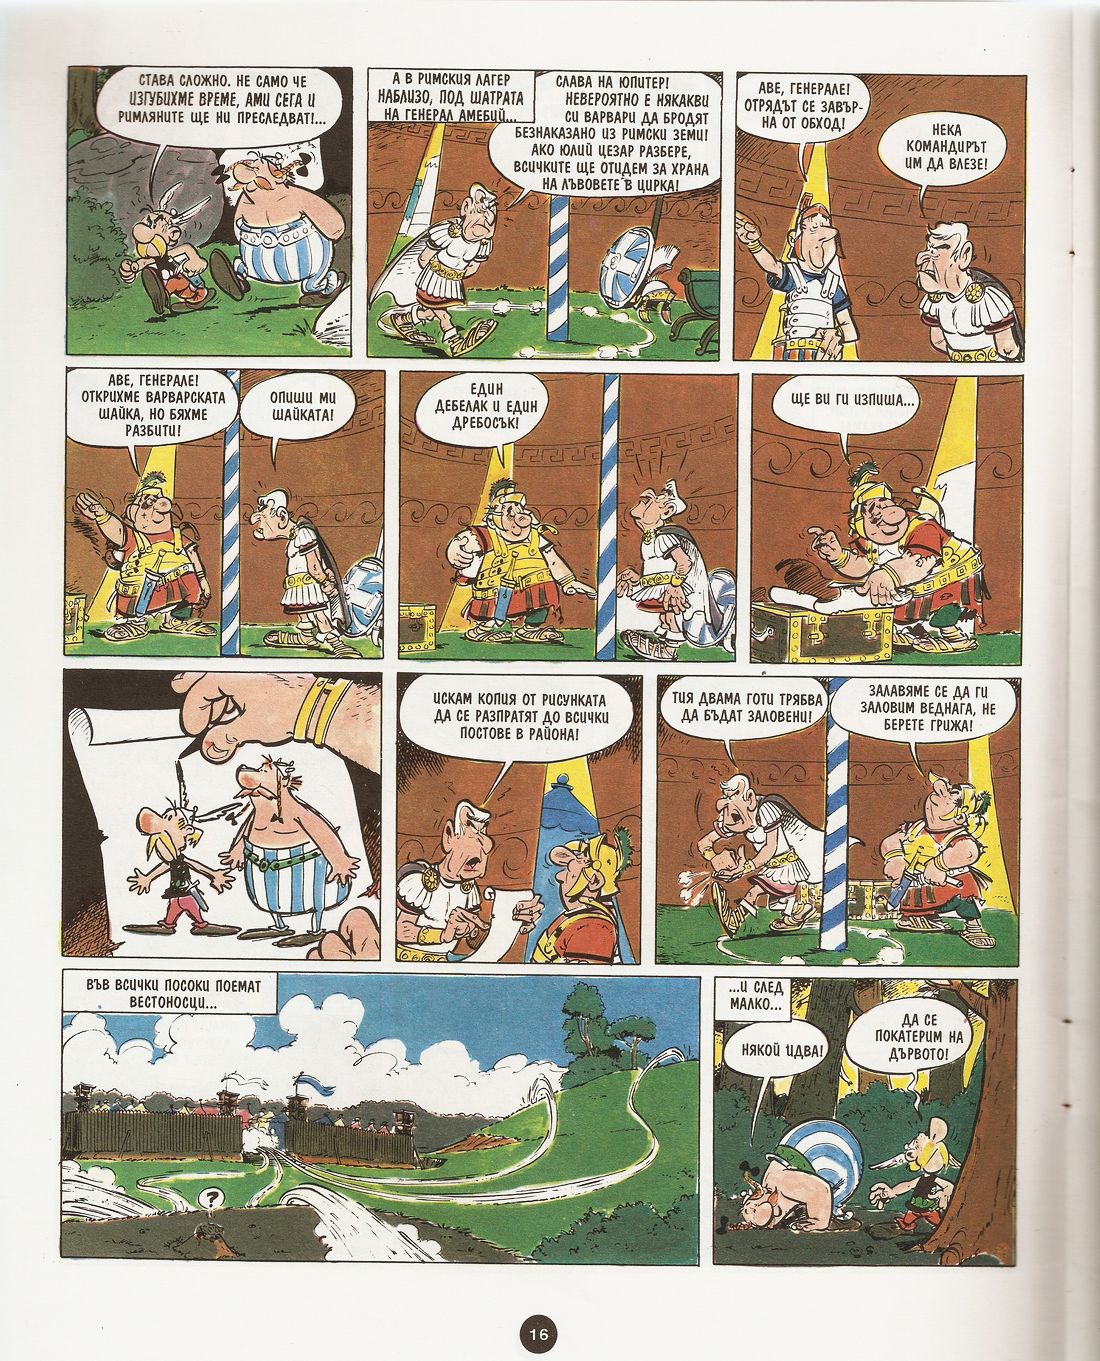 СТАВА СЛОЖНО. НЕ САМО ЧЕ
ИЗГУБИХМЕ ВРЕМЕ, АМИ СЕГА И
РИМЛЯНИТЕ ЩЕ НИ ПРЕСЛЕДВАТ!...
А В РИМСКИЯ ЛАГЕР
НАБЛИЗО, ПОД ШАТРАТА
НА ГЕНЕРАЛ АМЕБИЙ...
СЛАВА НА ЮПИТЕР!
НЕВЕРОЯТНО Е НЯКАКВИ
СИ ВАРВАРИ ДА БРОДЯТ
БЕЗНАКАЗАНО ИЗ РИМСКИ ЗЕМИ!
АКО ЮЛИЙ ЦЕЗАР РАЗБЕРЕ,
ВСИЧКИТЕ ЩЕ ОТИДЕМ ЗА ХРАНА
НА ЛЪВОВЕТЕ В ЦИРКА!
АВЕ, ГЕНЕРАЛЕ!
ОТРЯДЪТ СЕ ЗАВЪР-
НА ОТ ОБХОД!
НЕКА
КОМАНДИРЪТ
ИМ ДА ВЛЕЗЕ!
АВЕ, ГЕНЕРАЛЕ!
ОТКРИХМЕ ВАРВАРСКАТА
ШАЙКА, НО БЯХМЕ
РАЗБИТИ!
ОПИШИ МИ
ШАЙКАТА!
ЕДИН
ДЕБЕЛАК И ЕДИН
ДРЕБОСЪК!
ЩЕ ВИ ГИ ИЗПИША...
ИСКАМ КОПИЯ ОТ РИСУНКАТА
ДА СЕ РАЗПРАТЯТ ДО ВСИЧКИ
ПОСТОВЕ В РАЙОНА!
ТИЯ ДВАМА ГОТИ ТРЯБВА
ДА БЪДАТ ЗАЛОВЕНИ!
ЗАЛАВЯМЕ СЕ ДА ГИ
ЗАЛОВИМ ВЕДНАГА, НЕ
БЕРЕТЕ ГРИЖА!
ВЪВ ВСИЧКИ ПОСОКИ ПОЕМАТ
ВЕСТОНОСЦИ...
?
...И СЛЕД
МАЛКО...
НЯКОЙ ИДВА!
ДА СЕ
ПОКАТЕРИМ НА
ДЪРВОТО!
16